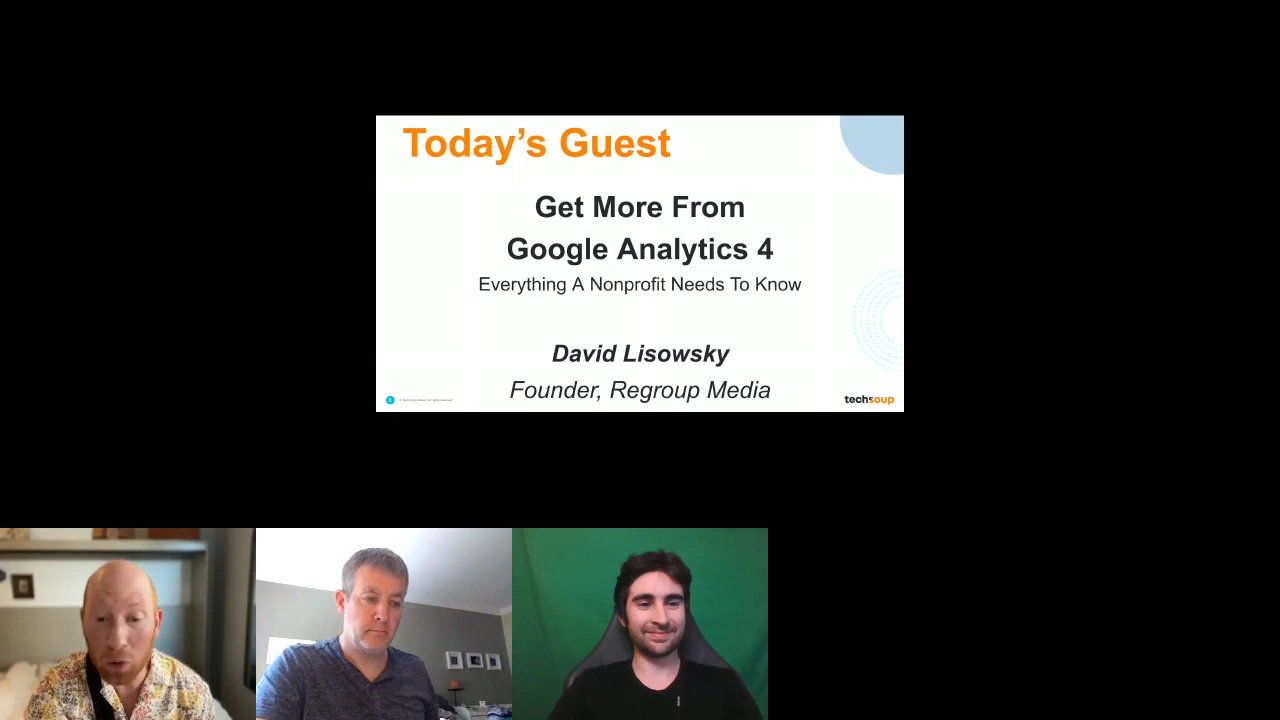 Today's Guest
Get More From
Google Analytics 4
Everything A Nonprofit Needs To Know
David Lisowsky
Founder, Regroup Media
techsoup